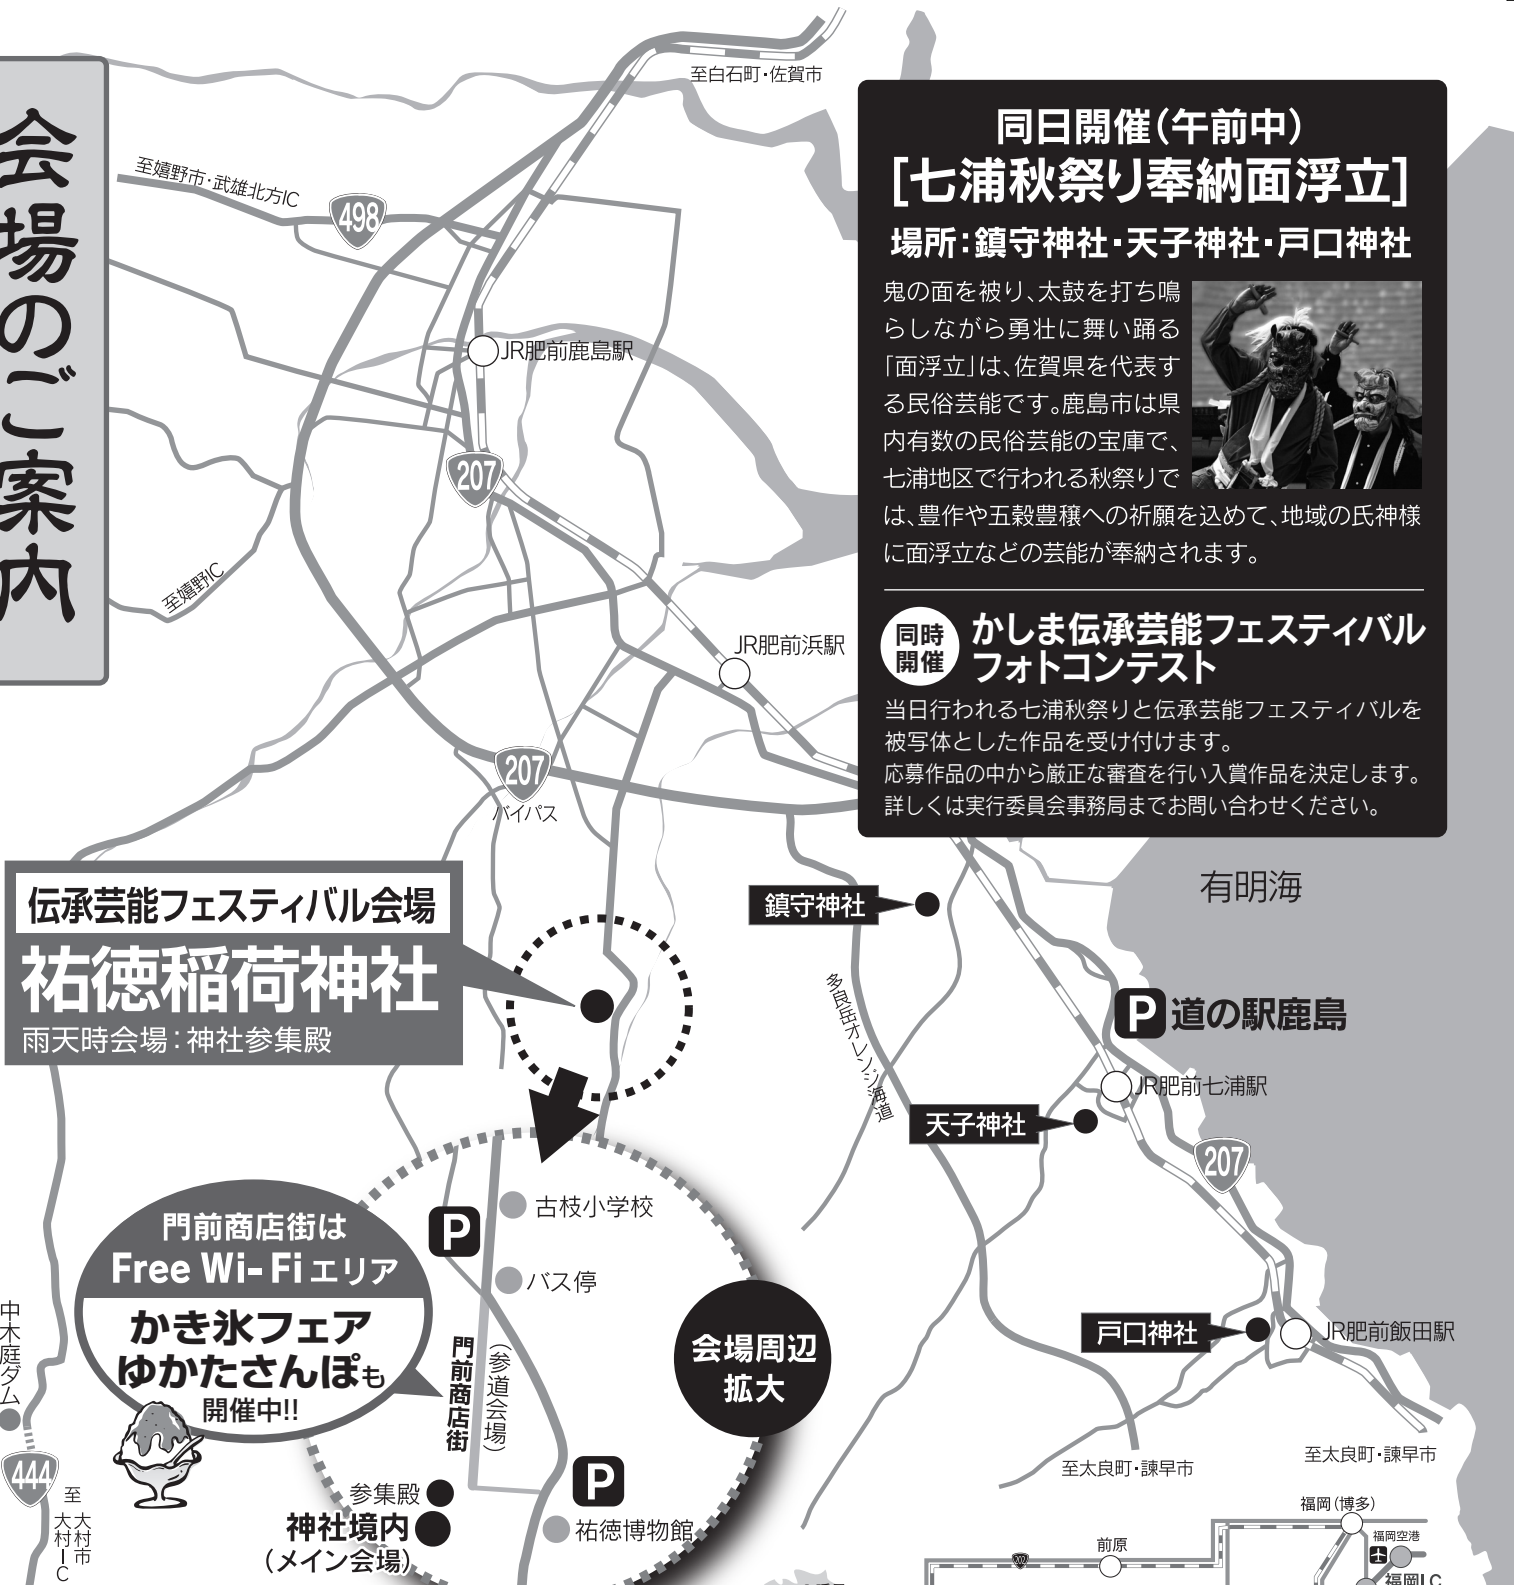 会場のご案内
至白石町・佐賀市
至嬉野市・武雄北方IC
498
JR肥前鹿島駅
207
至嬉野IC
JR肥前浜駅
207
バイパス
同日開催(午前中)
[七浦秋祭り奉納面浮立]
場所:鎮守神社・天子神社・戸口神社
鬼の面を被り、太鼓を打ち鳴
らしながら勇壮に舞い踊る
「面浮立」は、佐賀県を代表す
る民俗芸能です。鹿島市は県
内有数の民俗芸能の宝庫で、
七浦地区で行われる秋祭りで
は、豊作や五穀豊穣への祈願を込めて、地域の氏神様
に面浮立などの芸能が奉納されます。
同時
開催
かしま伝承芸能フェスティバル
フォトコンテスト
当日行われる七浦秋祭りと伝承芸能フェスティバルを
被写体とした作品を受け付けます。
応募作品の中から厳正な審査を行い入賞作品を決定します。
詳しくは実行委員会事務局までお問い合わせください。
伝承芸能フェスティバル会場
祐徳稲荷神社
雨天時会場:神社参集殿
鎮守神社
有明海
多良岳オレンジ海道
P 道の駅鹿島
JR肥前七浦駅
天子神社
207
戸口神社
JR肥前飯田駅
至太良町・諫早市
至太良町・諫早市
門前商店街は
Free Wi-Fiエリア
かき氷フェア
ゆかたさんぽも
開催中!!
P
古枝小学校
バス停
門前商店街
(参道会場)
会場周辺
拡大
参集殿
神社境内
(メイン会場)
P
祐徳博物館
中木庭ダム
444
至
大村市
大村IC
福岡(博多)
前原
202
福岡空港
福岡I.C